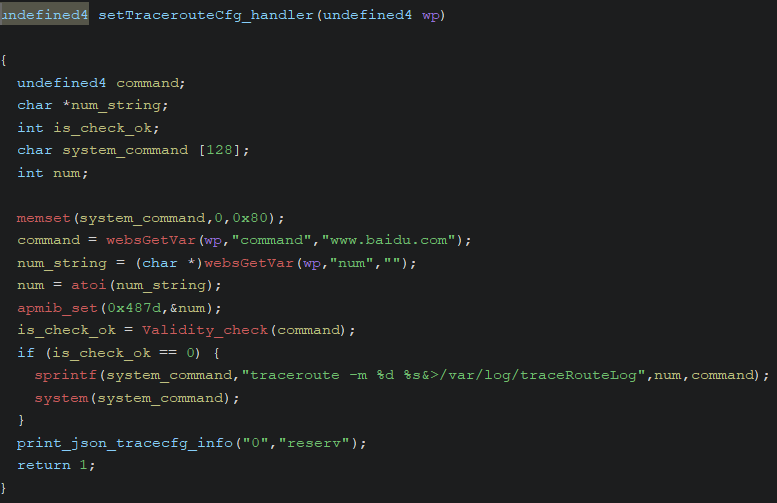 undefined4 setTracerouteCfg_handler(undefined4 wp)
{
undefined4 command;
char *num_string;
int is_check_ok;
char system_command [128];
int num;
memset(system_command,0,0x80);
command = websGetVar(wp,"command","www.baidu.com");
num_string = (char *)websGetVar(wp,"num","");
num = atoi(num_string);
apmib_set(0x487d,&num);
is_check_ok = Validity_check(command);
if (is_check_ok == 0) {
sprintf(system_command,"traceroute -m %d %s&>/var/log/traceRouteLog",num,command);
system(system_command);
}
print_json_tracecfg_info("0","reserv");
return 1;
}